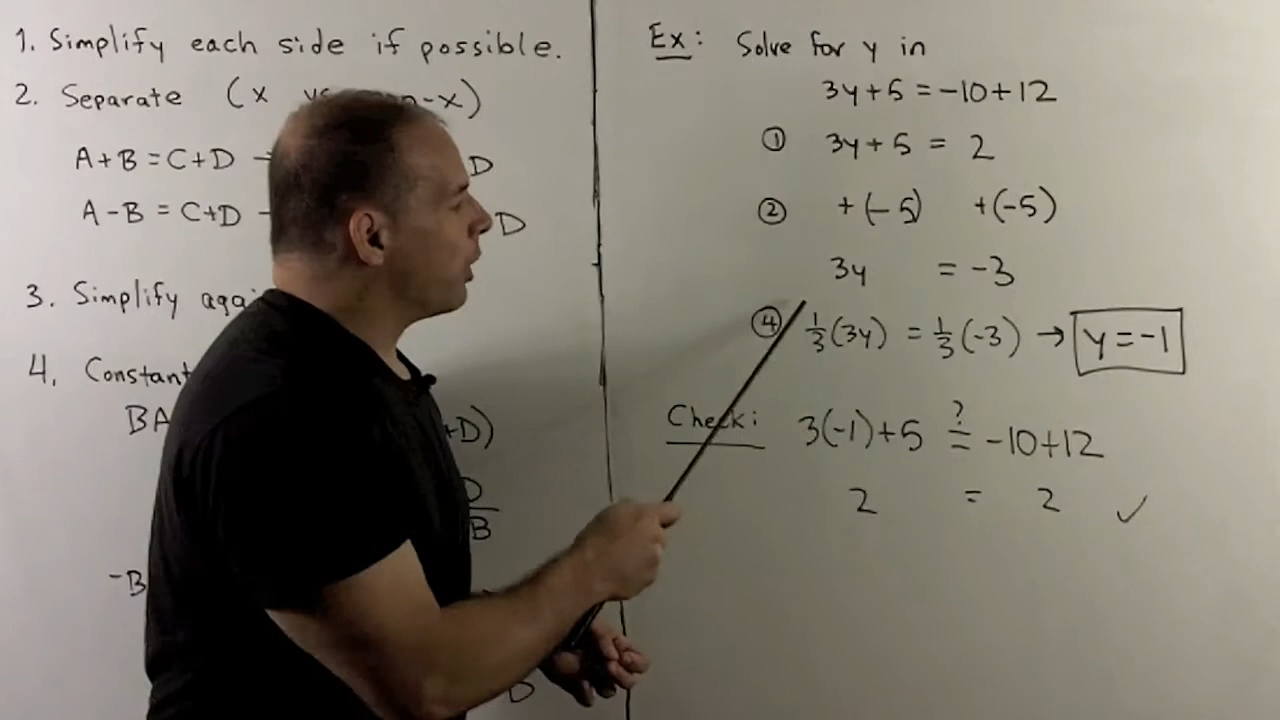 1. Simplify each side if possible.
2. Separate (x vs n-x)
A+B = C+D D
A-B = C+D D
3. Simplify agai
4. Constant
BA +D)
D
B
-B
D
Ex: Solve for y in
3y+5 = -10+12
① 3y+5 = 2
② +(-5) +(-5)
3y = -3
④ 1/3(3y) = 1/3(-3) → y = -1
Check: 3(-1)+5 ?= -10+12
2 = 2 ✓